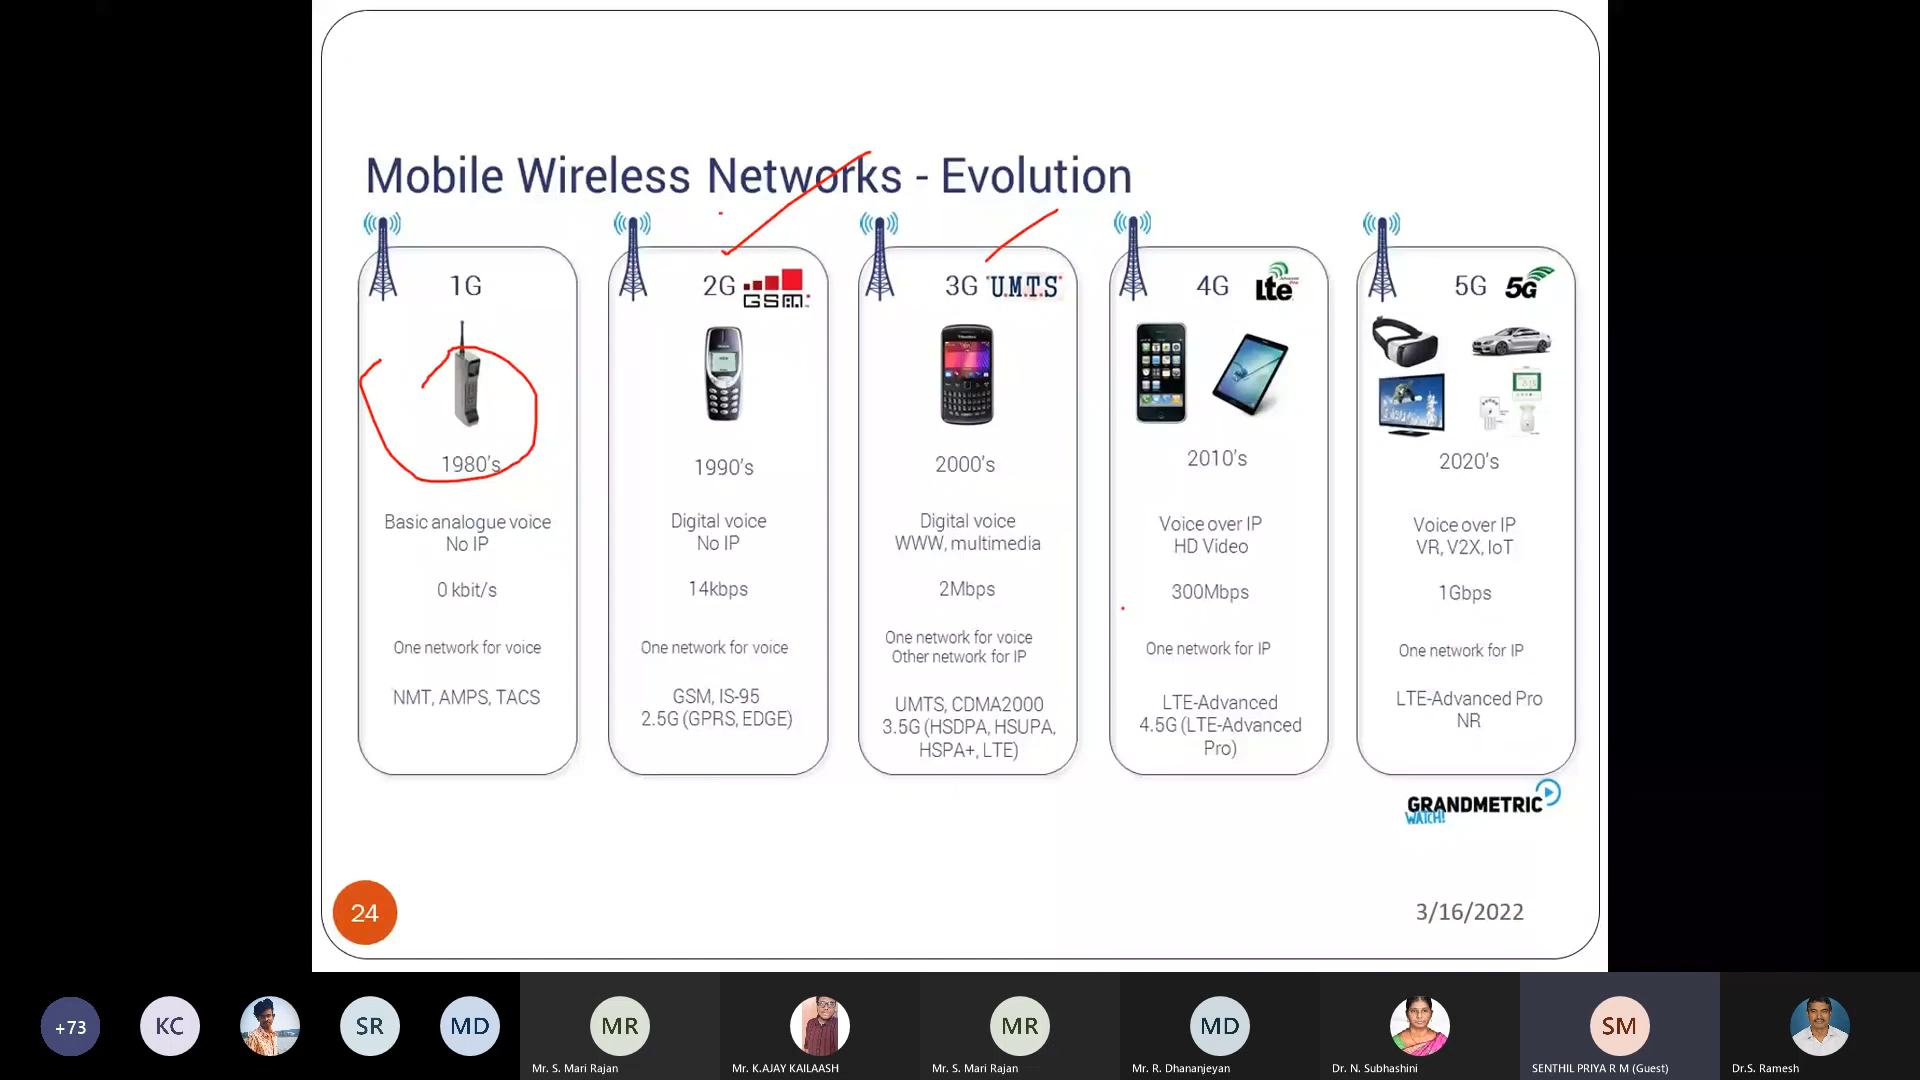 Mobile Wireless Networks - Evolution
1G
1980's
Basic analogue voice
No IP
0 kbit/s
One network for voice
NMT, AMPS, TACS
2G GSM
1990's
Digital voice
No IP
14kbps
One network for voice
GSM, IS-95
2.5G (GPRS, EDGE)
3G U.M.T.S
2000's
Digital voice
WWW, multimedia
2Mbps
One network for voice
Other network for IP
UMTS, CDMA2000
3.5G (HSDPA, HSUPA,
HSPA+, LTE)
4G lte
2010's
Voice over IP
HD Video
300Mbps
One network for IP
LTE-Advanced
4.5G (LTE-Advanced
Pro)
5G 5G
2020's
Voice over IP
VR, V2X, IoT
1Gbps
One network for IP
LTE-Advanced Pro
NR
GRANDMETRIC
WATCH!
24
3/16/2022
+73
KC
SR
MD
MR
Mr. S. Mari Rajan
Mr. K.AJAY KAILAASH
MR
Mr. S. Mari Rajan
MD
Mr. R. Dhananjeyan
Dr. N. Subhashini
SM
SENTHIL PRIYA R M (Guest)
Dr.S. Ramesh